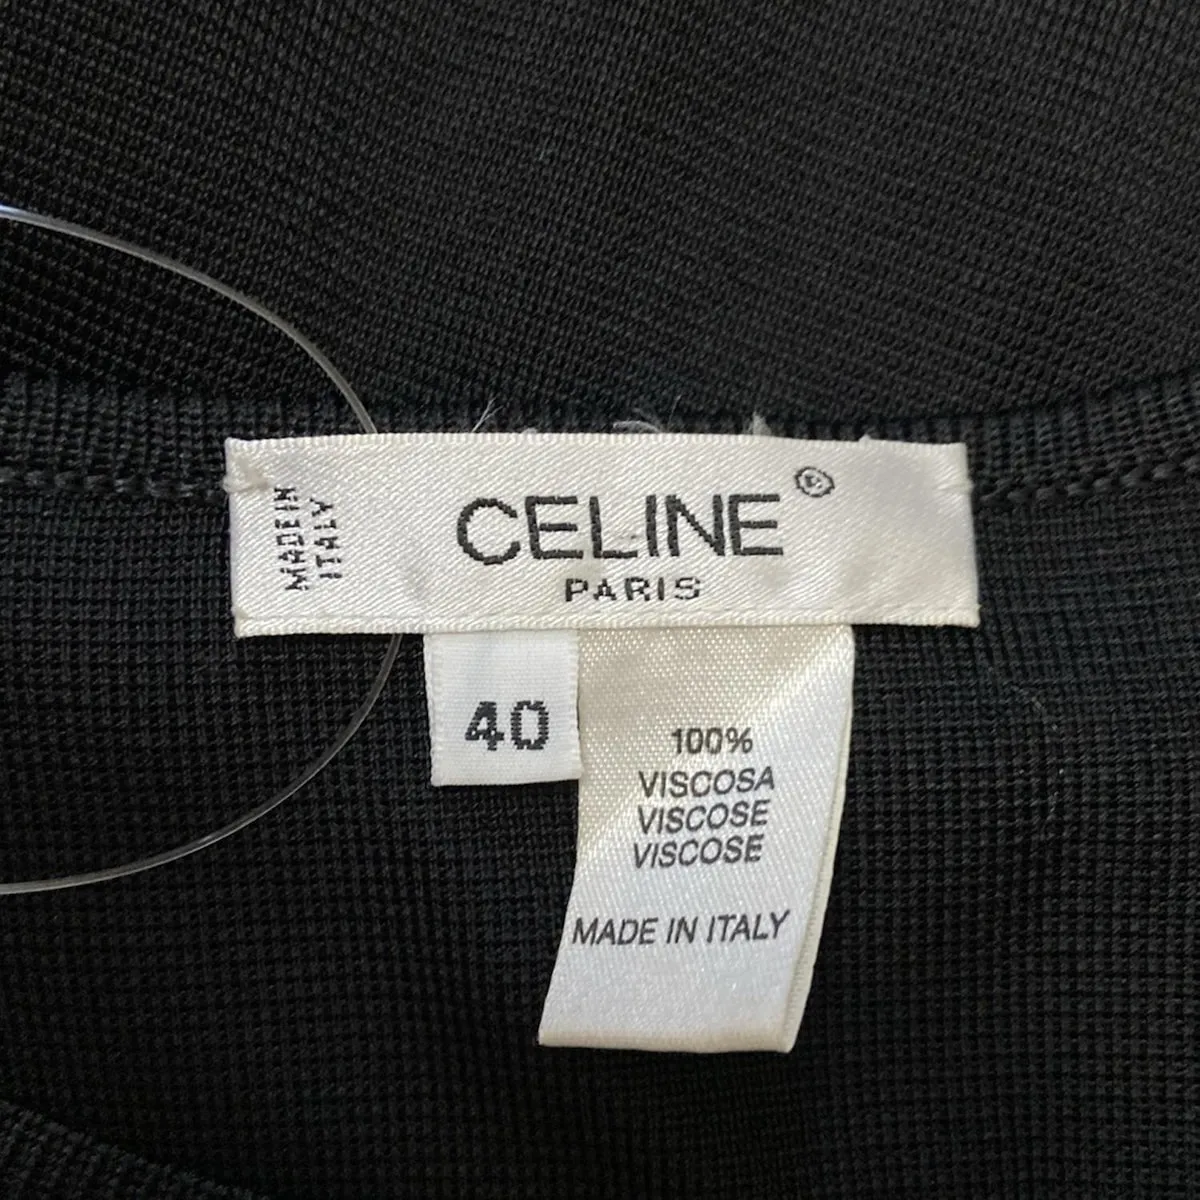 MADE IN
ITALY
CELINE®
PARIS
40
100%
VISCOSA
VISCOSE
VISCOSE
MADE IN ITALY